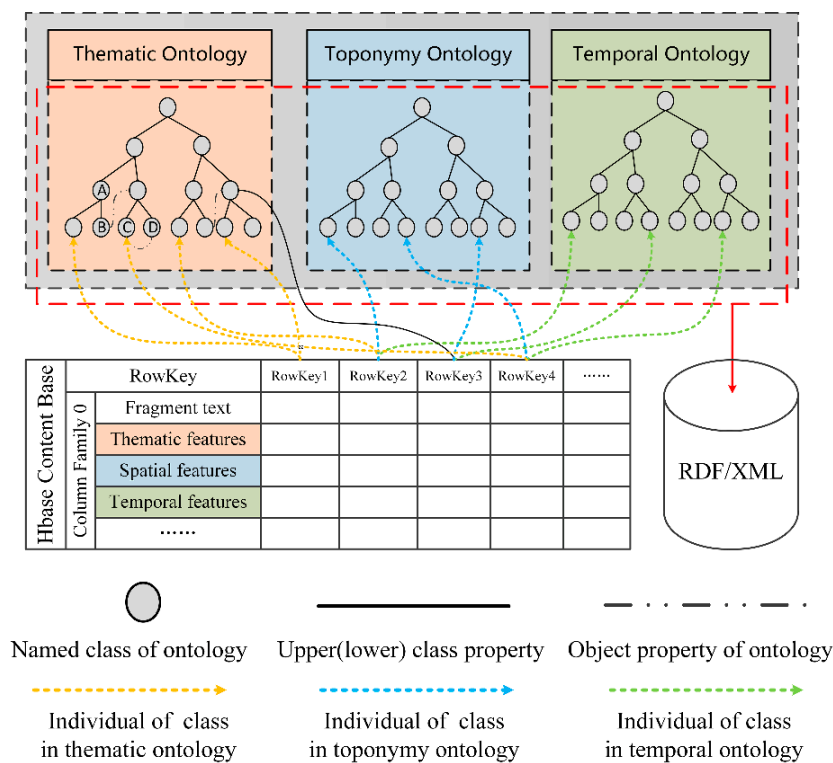 Thematic Ontology
Toponymy Ontology
Temporal Ontology
A
B
C
D
Hbase Content Base
RowKey
RowKey1
RowKey2
RowKey3
RowKey4
······
Column Family 0
Fragment text
Thematic features
Spatial features
Temporal features
······
RDF/XML
Named class of ontology
Upper(lower) class property
Object property of ontology
Individual of class
in thematic ontology
Individual of class
in toponymy ontology
Individual of class
in temporal ontology